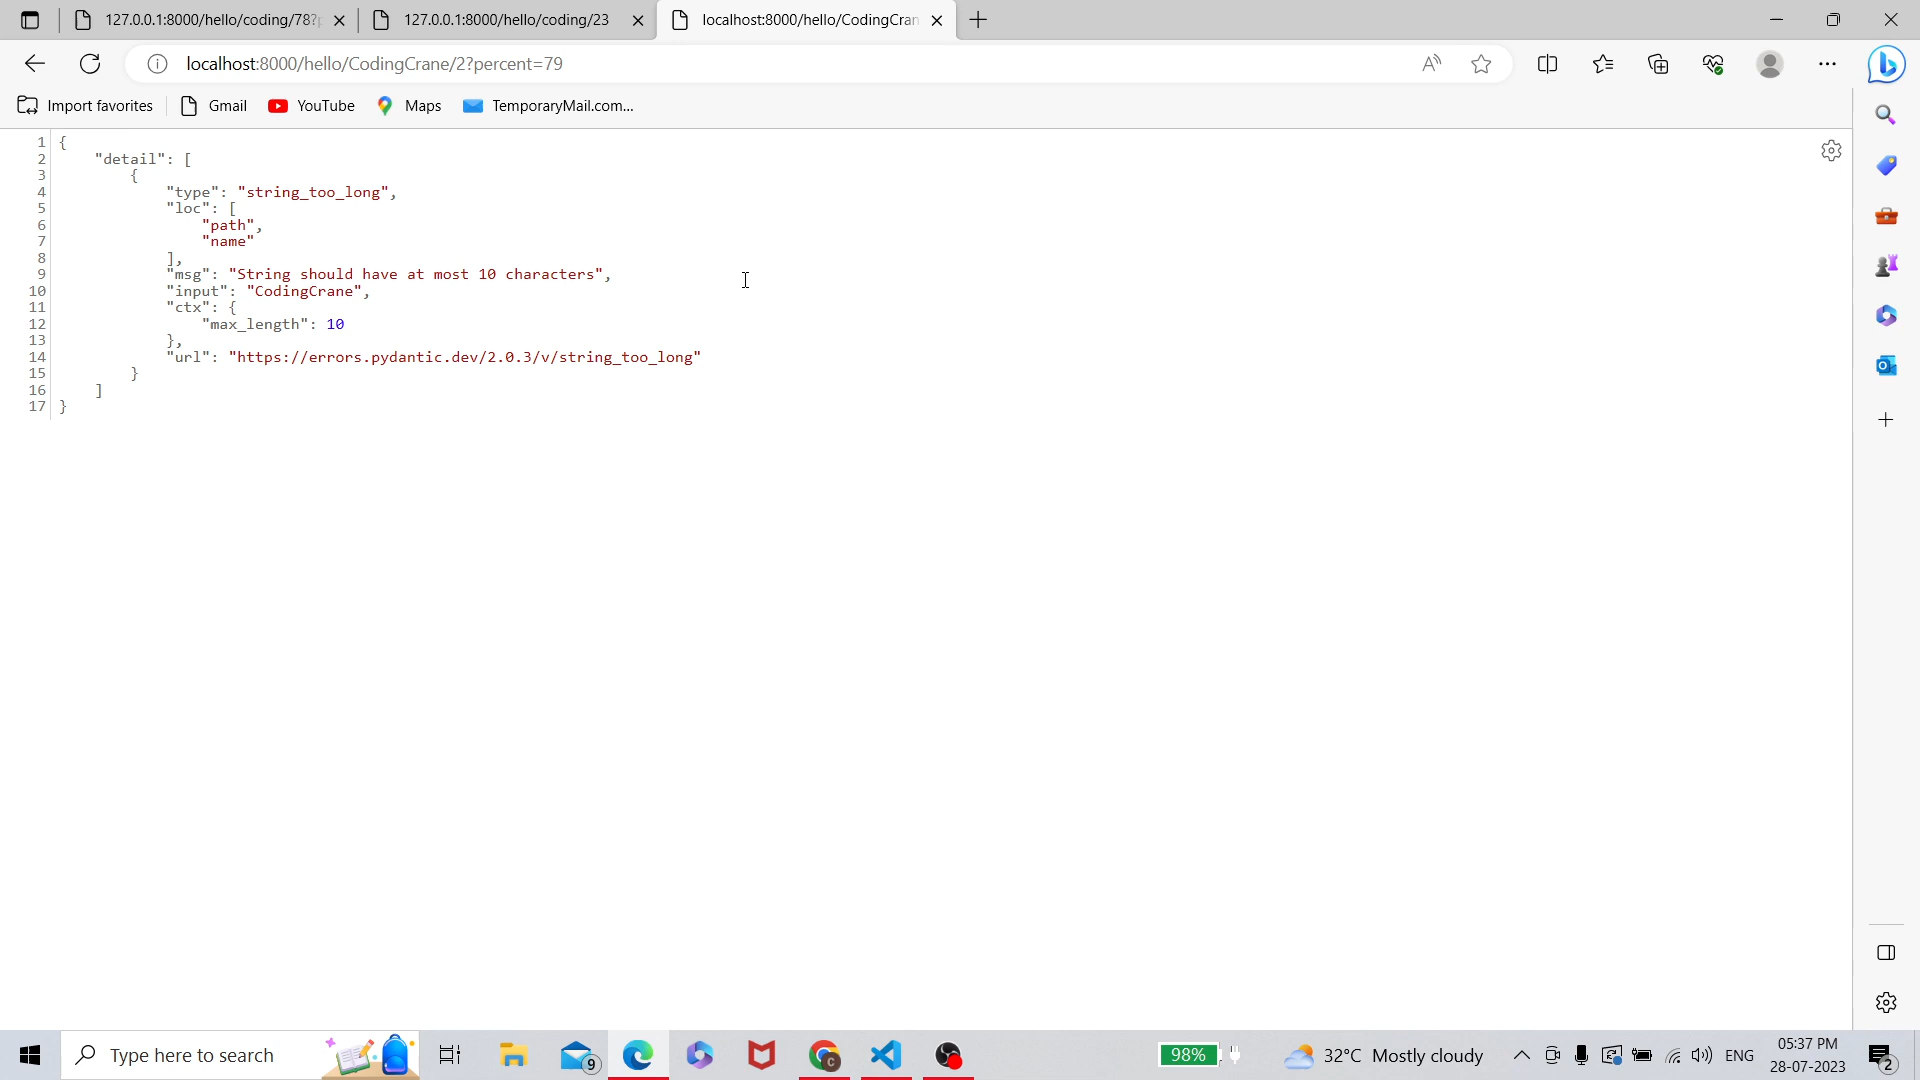 127.0.0.1:8000/hello/coding/78?p
127.0.0.1:8000/hello/coding/23
localhost:8000/hello/CodingCran
localhost:8000/hello/CodingCrane/2?percent=79
Import favorites
Gmail
YouTube
Maps
TemporaryMail.com...
1 {
2 "detail": [
3 {
4 "type": "string_too_long",
5 "loc": [
6 "path",
7 "name"
8 ],
9 "msg": "String should have at most 10 characters",
10 "input": "CodingCrane",
11 "ctx": {
12 "max_length": 10
13 },
14 "url": "https://errors.pydantic.dev/2.0.3/v/string_too_long"
15 }
16 ]
17 }
Type here to search
9
C
98%
32°C Mostly cloudy
ENG
05:37 PM
28-07-2023
2